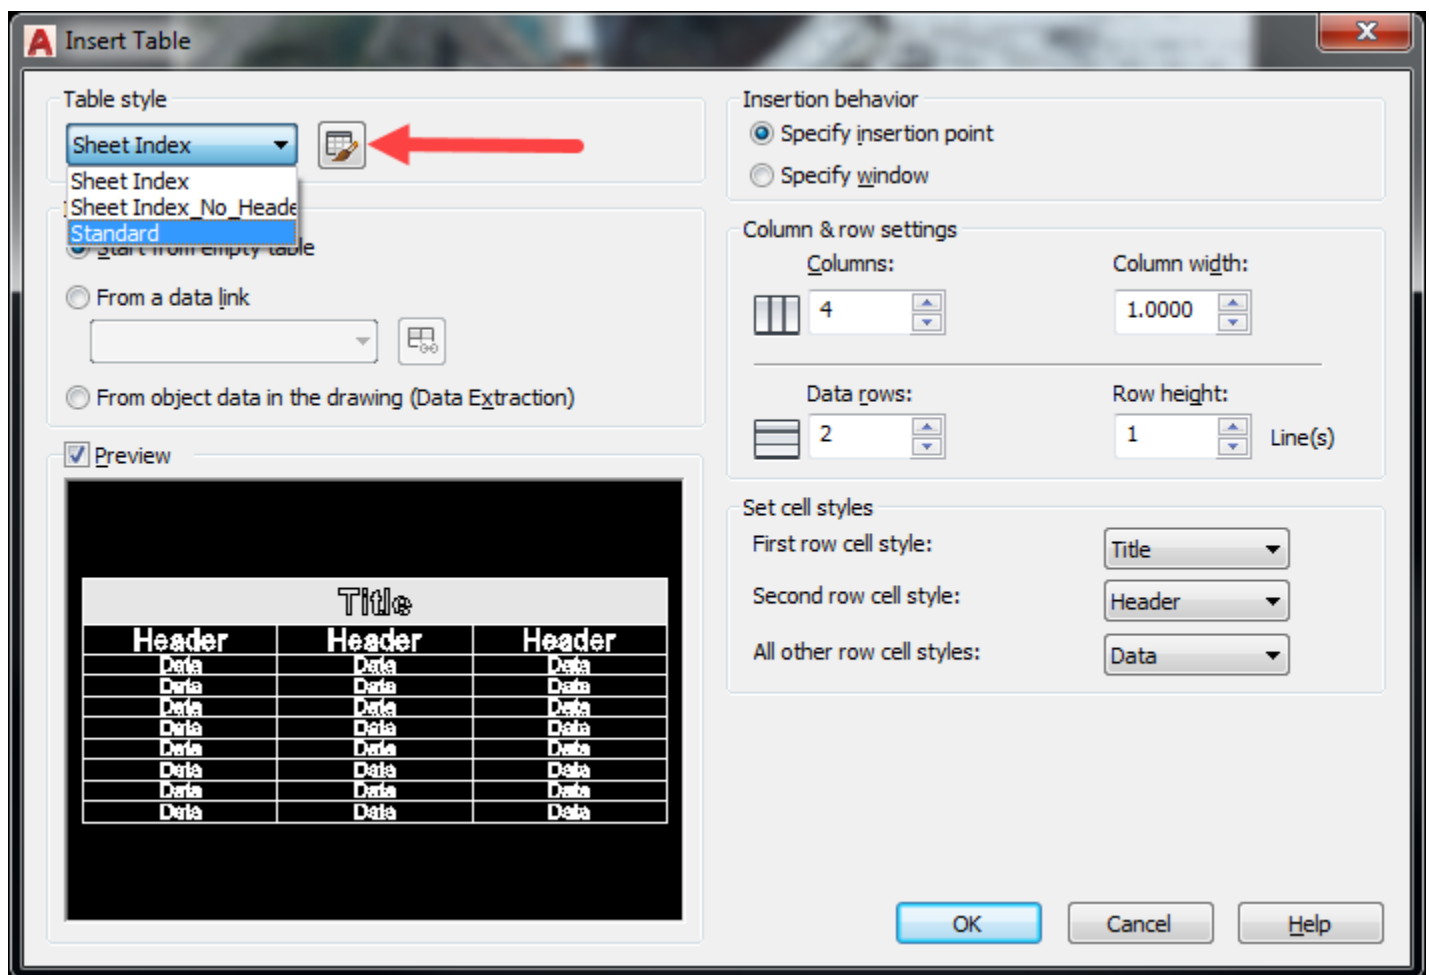 Insert Table
Table style
Sheet Index
Sheet Index
Sheet Index_No_Heade
Standard
Start from empty table
From a data link
From object data in the drawing (Data Extraction)
Preview
Title
Header Header Header
Data Data Data
Data Data Data
Data Data Data
Data Data Data
Data Data Data
Data Data Data
Data Data Data
Data Data Data
Insertion behavior
Specify insertion point
Specify window
Column & row settings
Columns: Column width:
4 1.0000
Data rows: Row height:
2 1 Line(s)
Set cell styles
First row cell style: Title
Second row cell style: Header
All other row cell styles: Data
OK Cancel Help